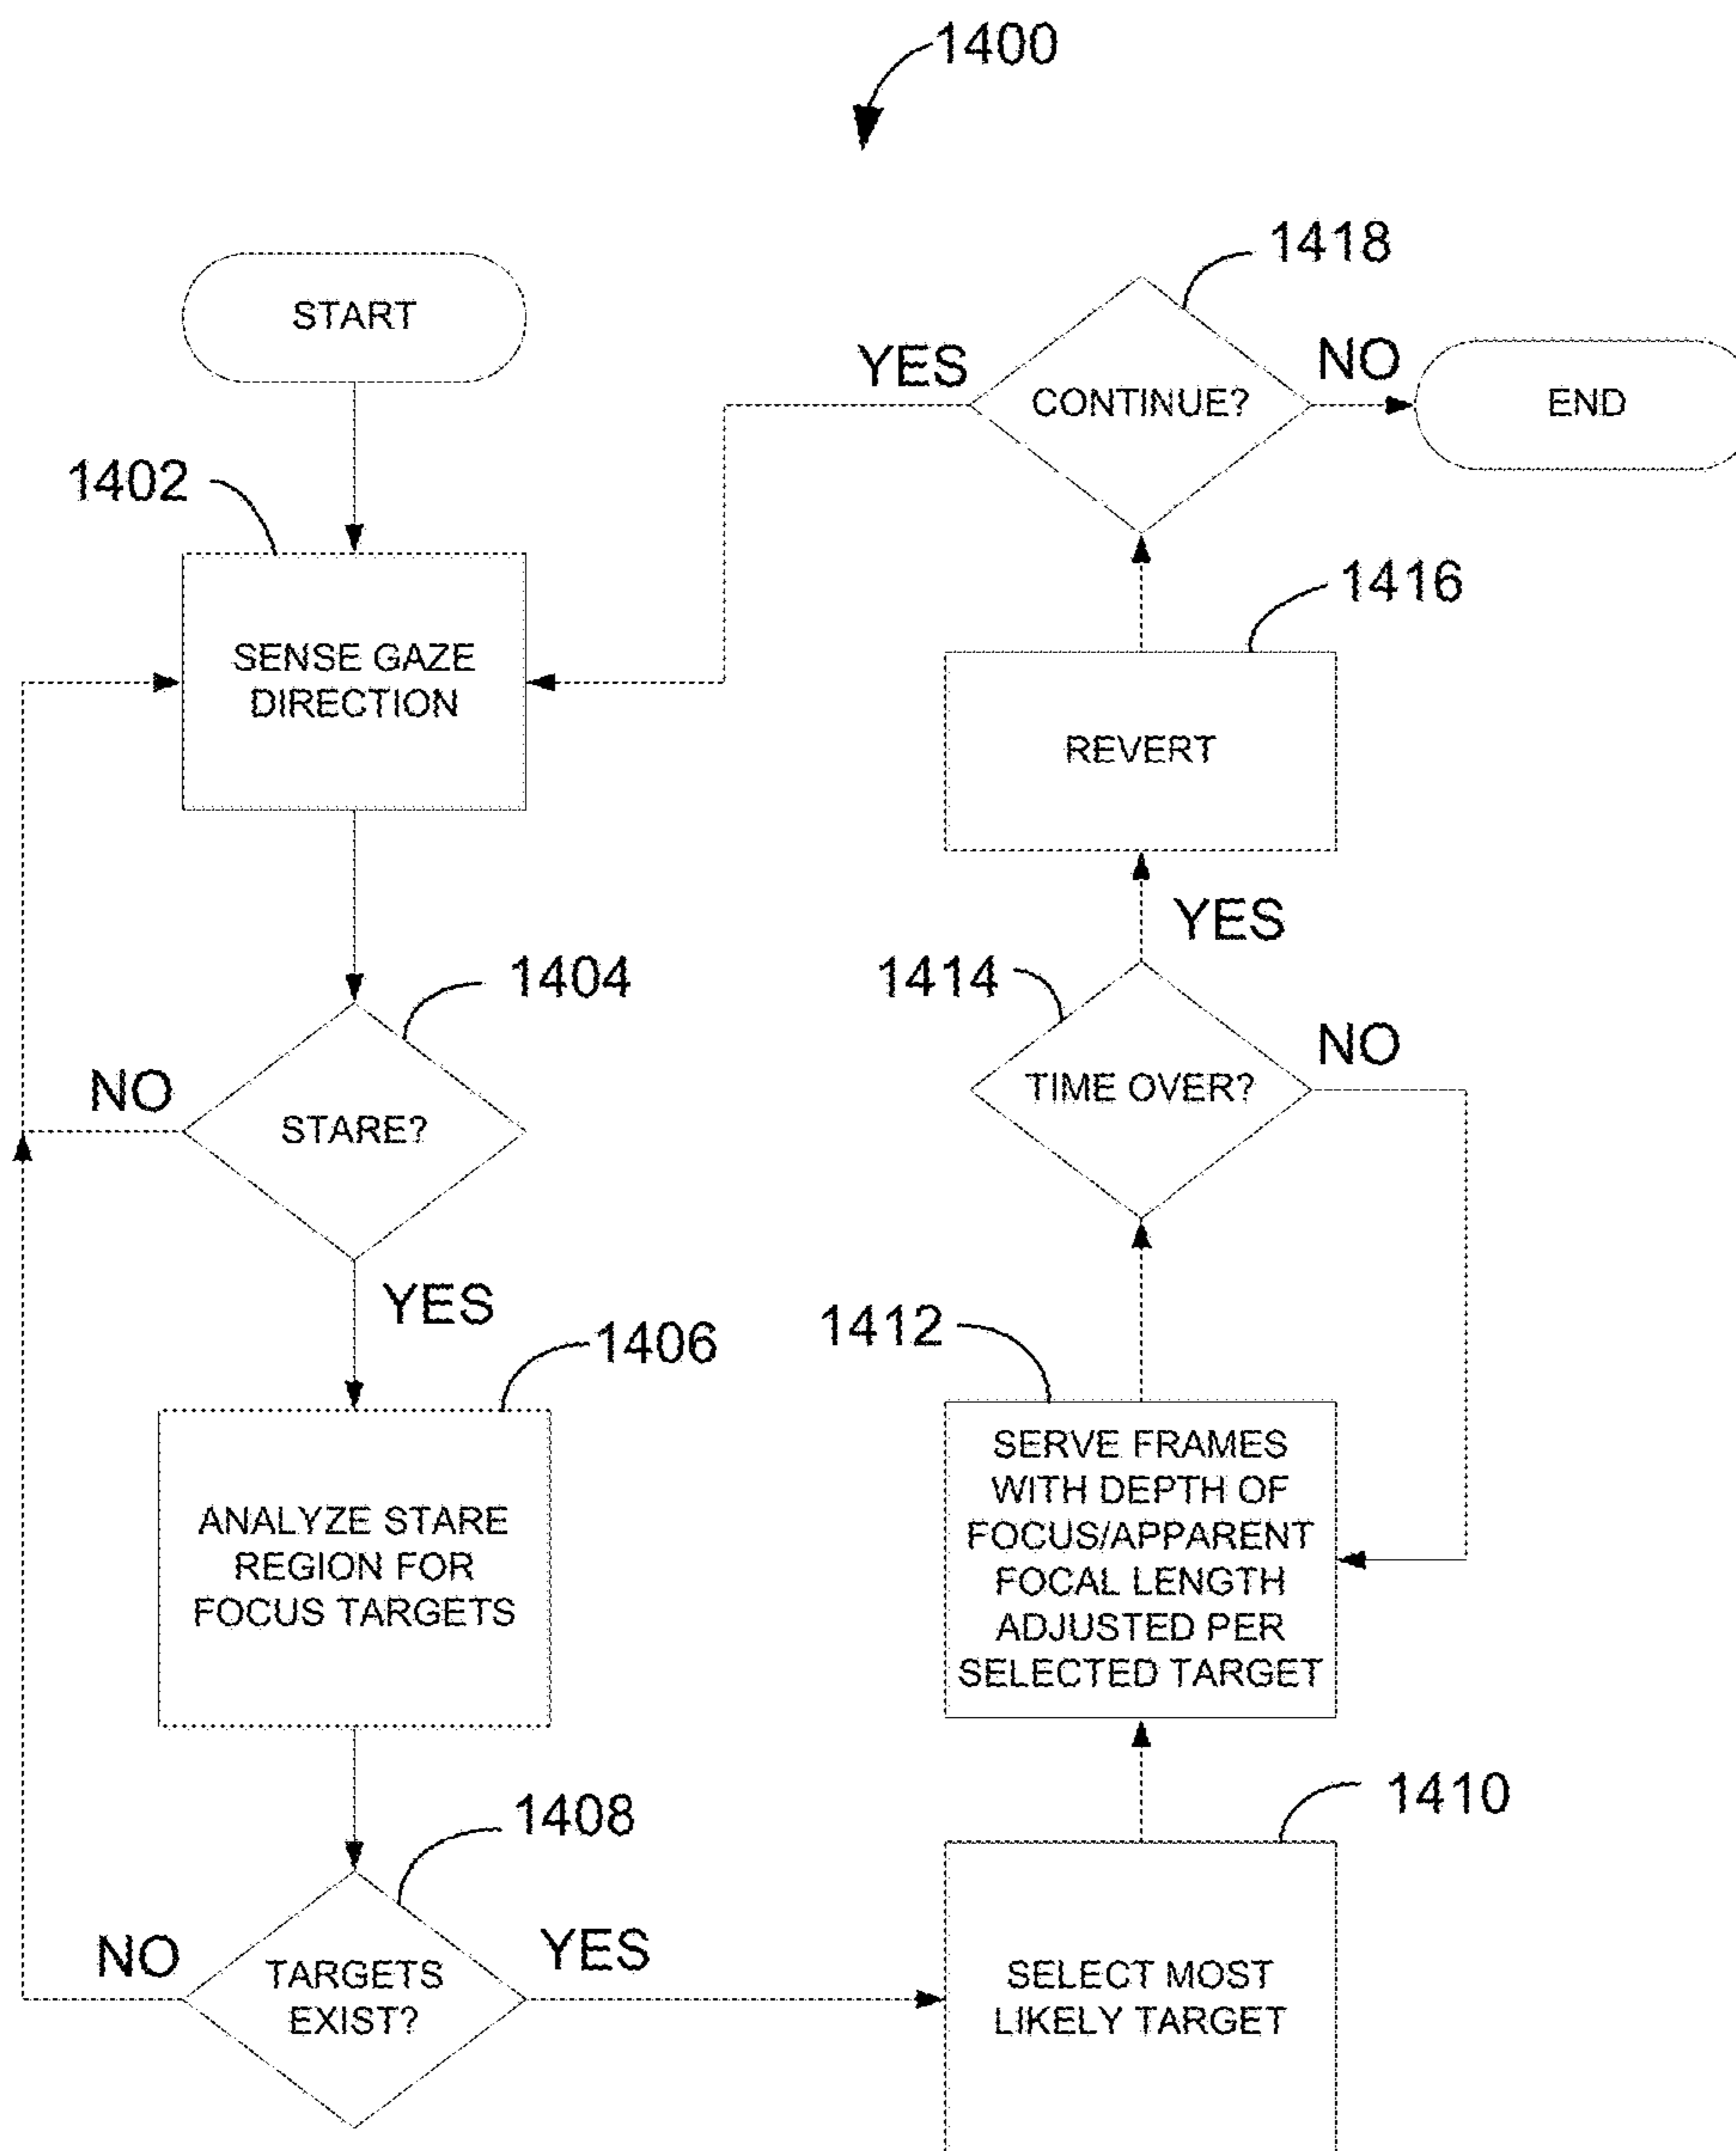 1400
START
1402
SENSE GAZE
DIRECTION
1404
STARE?
NO
YES
1406
ANALYZE STARE
REGION FOR
FOCUS TARGETS
1408
TARGETS
EXIST?
NO
YES
1410
SELECT MOST
LIKELY TARGET
1412
SERVE FRAMES
WITH DEPTH OF
FOCUS/APPARENT
FOCAL LENGTH
ADJUSTED PER
SELECTED TARGET
1414
TIME OVER?
NO
YES
1416
REVERT
1418
CONTINUE?
YES
NO
END